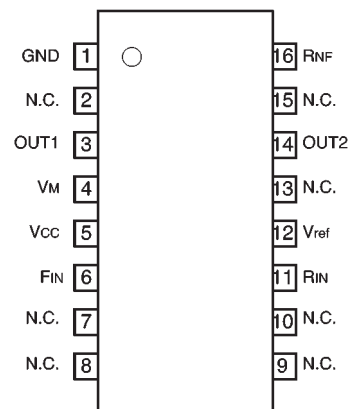 GND 1 16 RNF
N.C. 2 15 N.C.
OUT1 3 14 OUT2
VM 4 13 N.C.
VCC 5 12 Vref
FIN 6 11 RIN
N.C. 7 10 N.C.
N.C. 8 9 N.C.